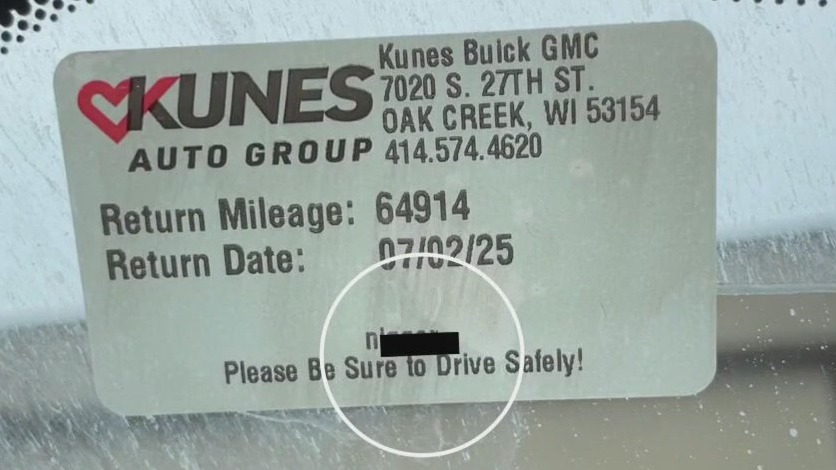 KUNES
AUTO GROUP
Kunes Buick GMC
7020 S. 27TH ST.
OAK CREEK, WI 53154
414.574.4620
Return Mileage: 64914
Return Date: 07/02/25
Please Be Sure to Drive Safely!